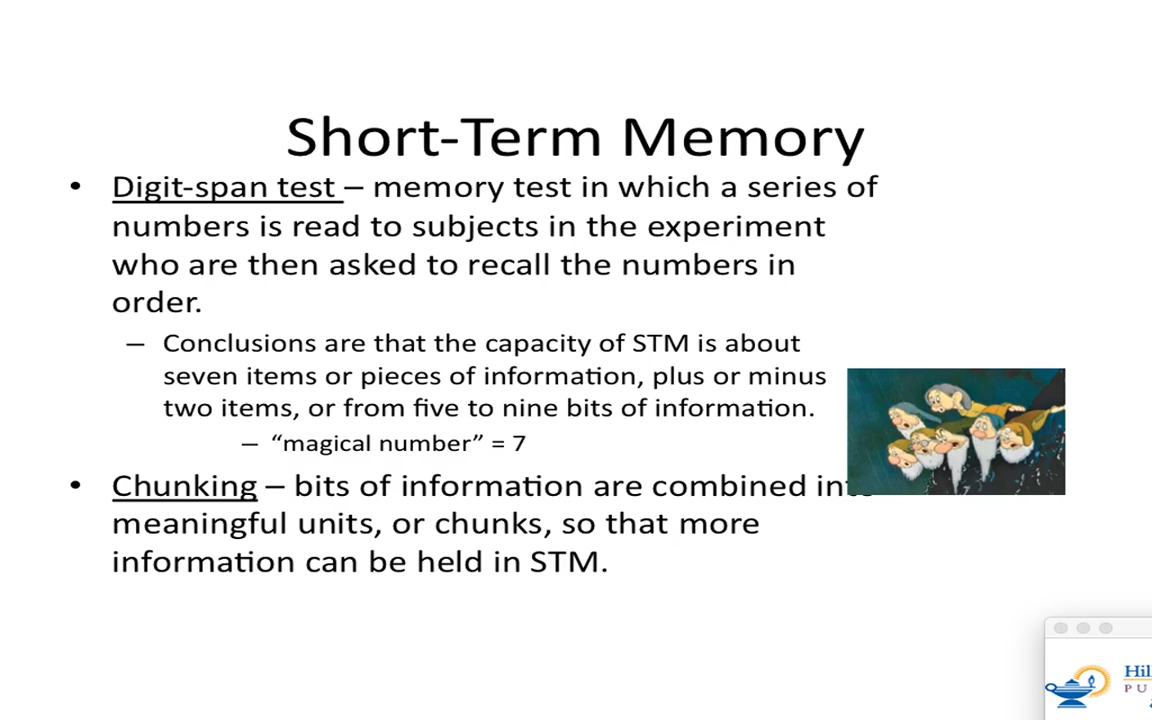 Short-Term Memory
• Digit-span test – memory test in which a series of
numbers is read to subjects in the experiment
who are then asked to recall the numbers in
order.
– Conclusions are that the capacity of STM is about
seven items or pieces of information, plus or minus
two items, or from five to nine bits of information.
– “magical number” = 7
• Chunking – bits of information are combined into
meaningful units, or chunks, so that more
information can be held in STM.
Hil
PU